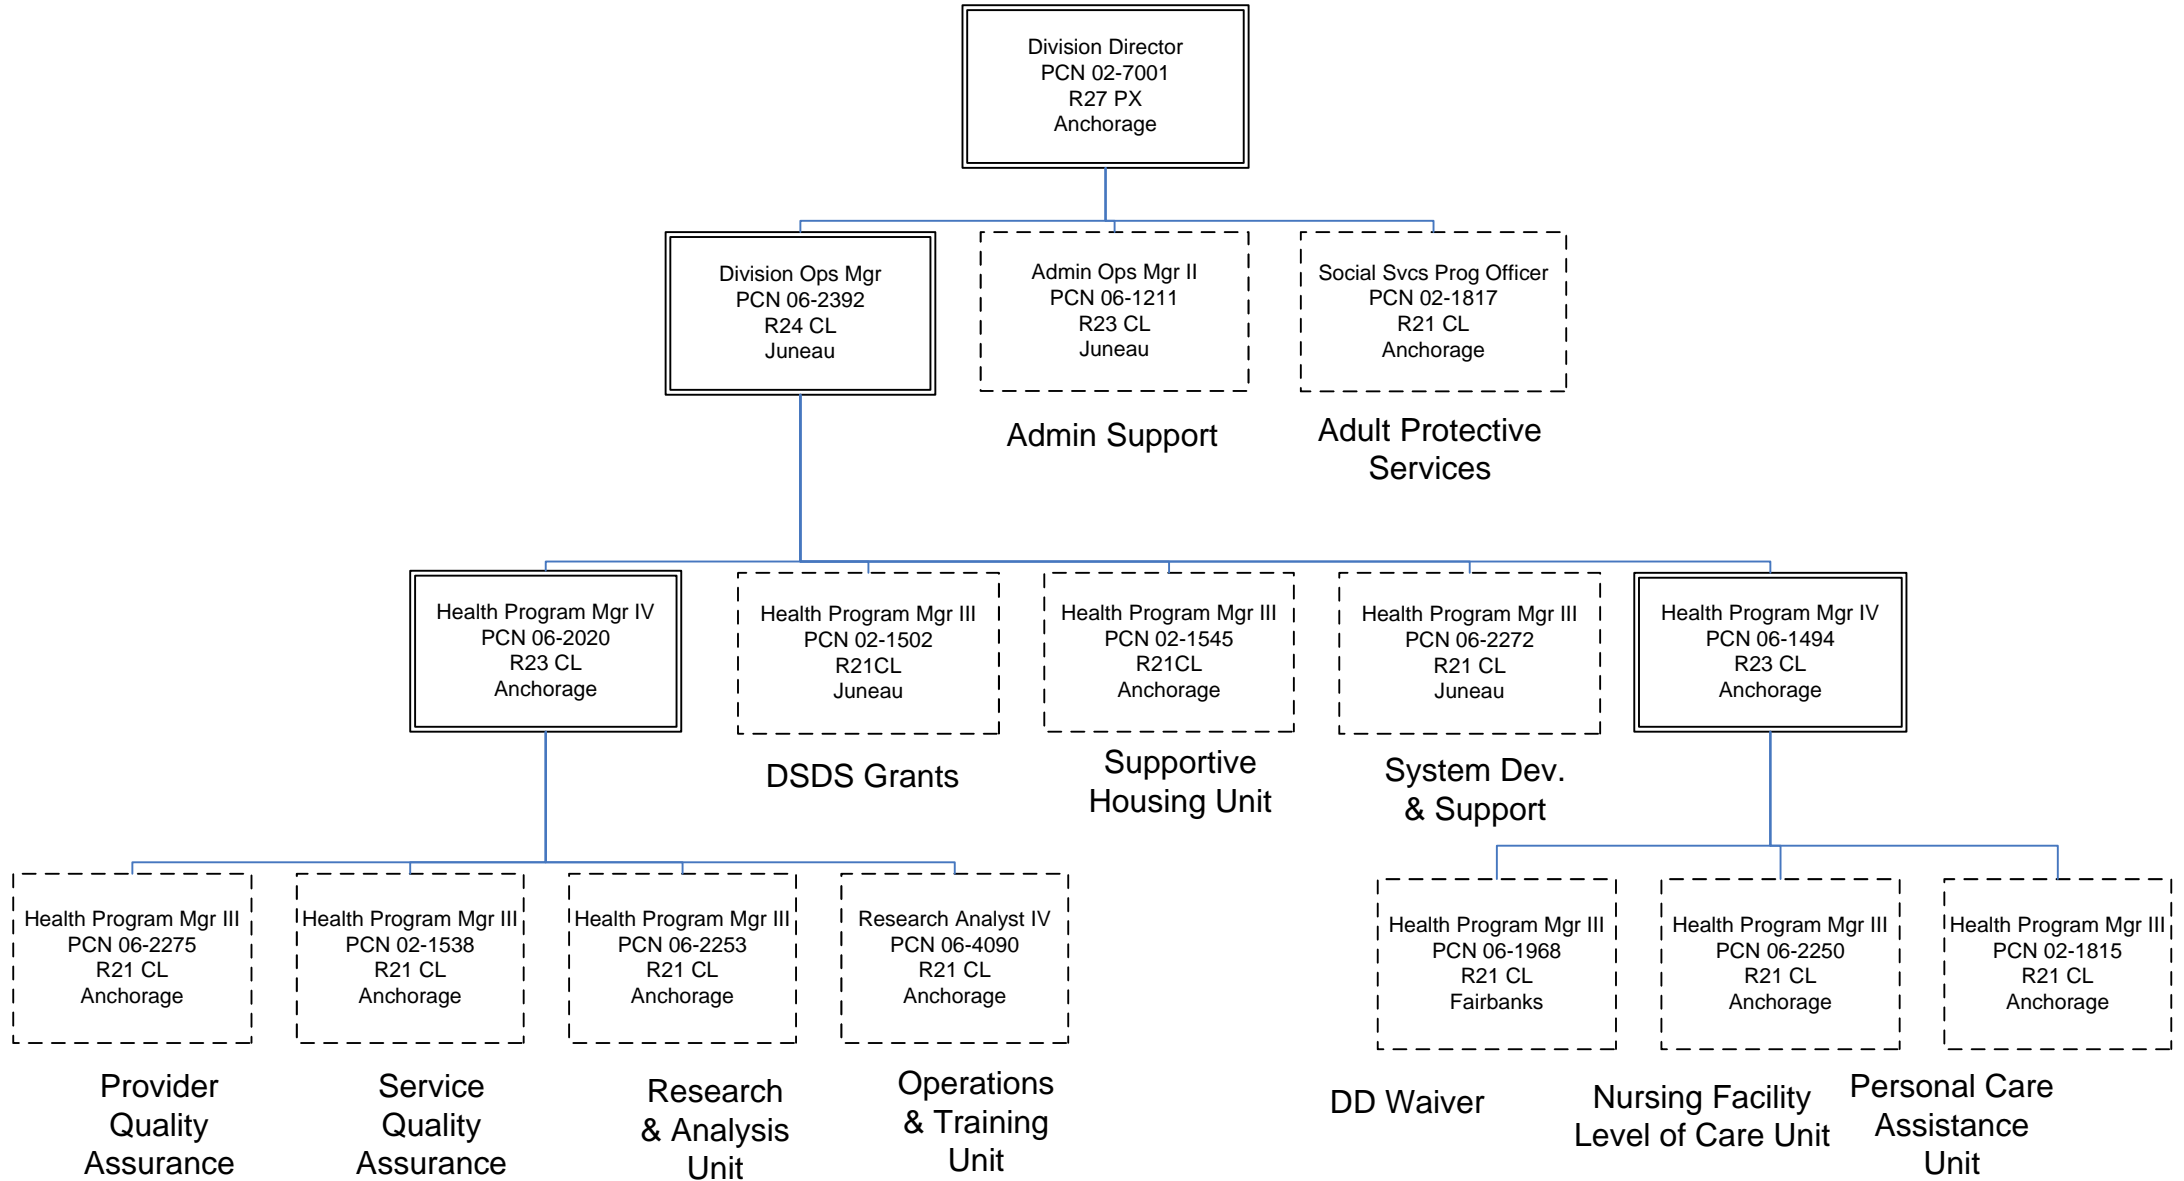 Division Director
PCN 02-7001
R27 PX
Anchorage
Division Ops Mgr
PCN 06-2392
R24 CL
Juneau
Admin Ops Mgr II
PCN 06-1211
R23 CL
Juneau
Social Svcs Prog Officer
PCN 02-1817
R21 CL
Anchorage
Admin Support
Adult Protective
Services
Health Program Mgr IV
PCN 06-2020
R23 CL
Anchorage
Health Program Mgr III
PCN 02-1502
R21CL
Juneau
Health Program Mgr III
PCN 02-1545
R21CL
Anchorage
Health Program Mgr III
PCN 06-2272
R21 CL
Juneau
Health Program Mgr IV
PCN 06-1494
R23 CL
Anchorage
DSDS Grants
Supportive
Housing Unit
System Dev.
& Support
Health Program Mgr III
PCN 06-2275
R21 CL
Anchorage
Health Program Mgr III
PCN 02-1538
R21 CL
Anchorage
Health Program Mgr III
PCN 06-2253
R21 CL
Anchorage
Research Analyst IV
PCN 06-4090
R21 CL
Anchorage
Health Program Mgr III
PCN 06-1968
R21 CL
Fairbanks
Health Program Mgr III
PCN 06-2250
R21 CL
Anchorage
Health Program Mgr III
PCN 02-1815
R21 CL
Anchorage
Provider
Quality
Assurance
Service
Quality
Assurance
Research
& Analysis
Unit
Operations
& Training
Unit
DD Waiver
Nursing Facility
Level of Care Unit
Personal Care
Assistance
Unit